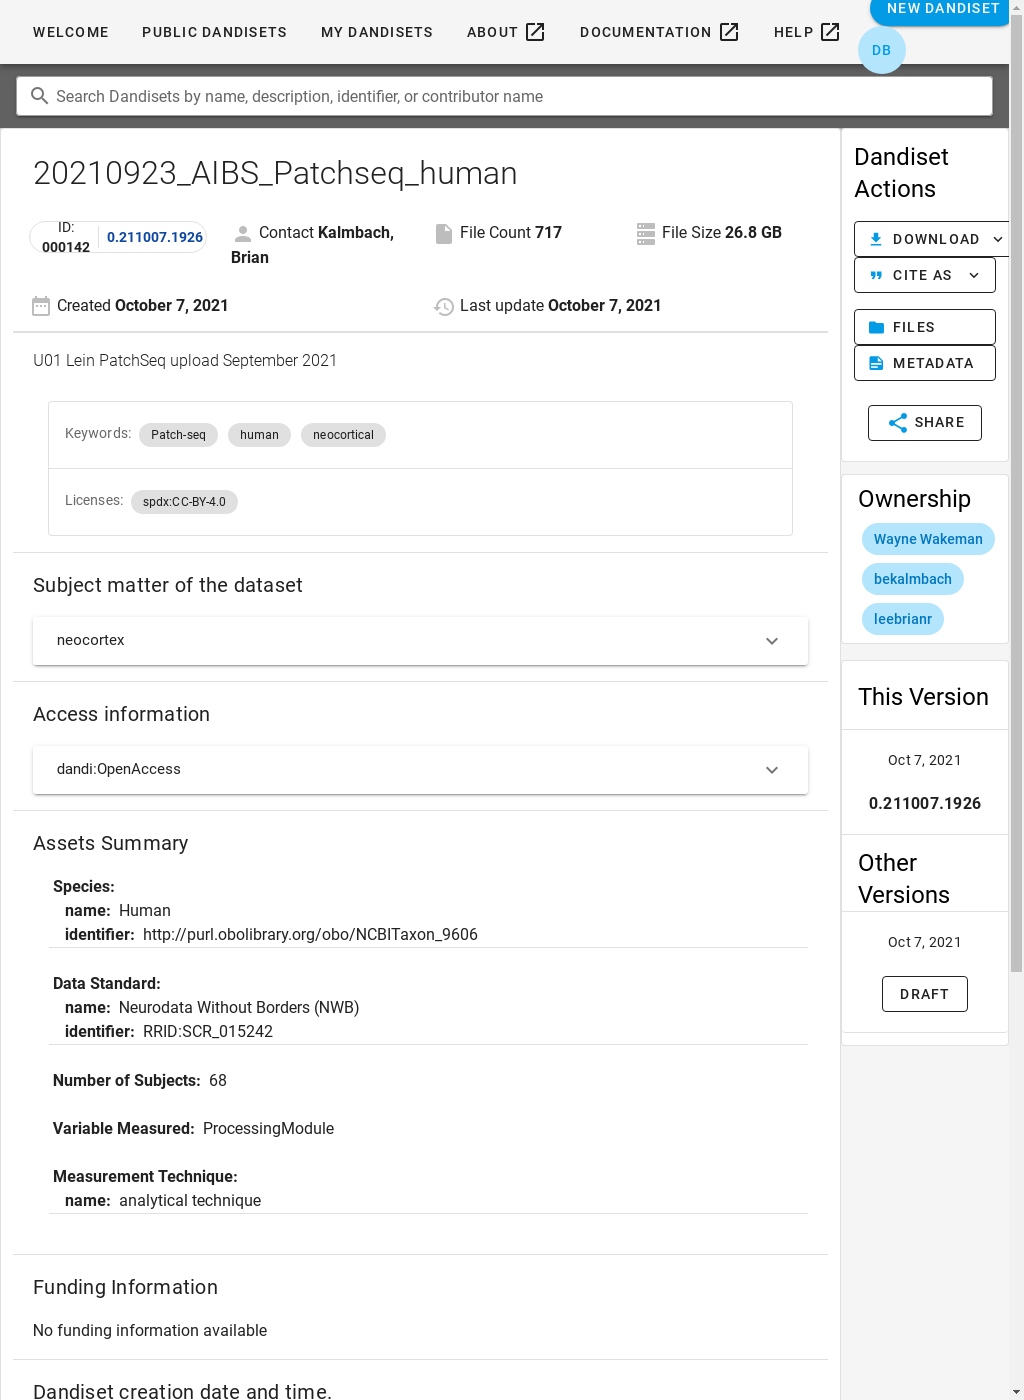 WELCOME
PUBLIC DANDISETS
MY DANDISETS
ABOUT
DOCUMENTATION
HELP
NEW DANDISET
DB
Search Dandisets by name, description, identifier, or contributor name
20210923_AIBS_Patchseq_human
ID:
000142
0.211007.1926
Contact Kalmbach,
Brian
File Count 717
File Size 26.8 GB
Created October 7, 2021
Last update October 7, 2021
U01 Lein PatchSeq upload September 2021
Keywords: Patch-seq human neocortical
Licenses: spdx:CC-BY-4.0
Subject matter of the dataset
neocortex
Access information
dandi:OpenAccess
Assets Summary
Species:
name: Human
identifier: http://purl.obolibrary.org/obo/NCBITaxon_9606
Data Standard:
name: Neurodata Without Borders (NWB)
identifier: RRID:SCR_015242
Number of Subjects: 68
Variable Measured: ProcessingModule
Measurement Technique:
name: analytical technique
Funding Information
No funding information available
Dandiset creation date and time.
Dandiset
Actions
DOWNLOAD
CITE AS
FILES
METADATA
SHARE
Ownership
Wayne Wakeman
bekalmbach
leebrianr
This Version
Oct 7, 2021
0.211007.1926
Other
Versions
Oct 7, 2021
DRAFT